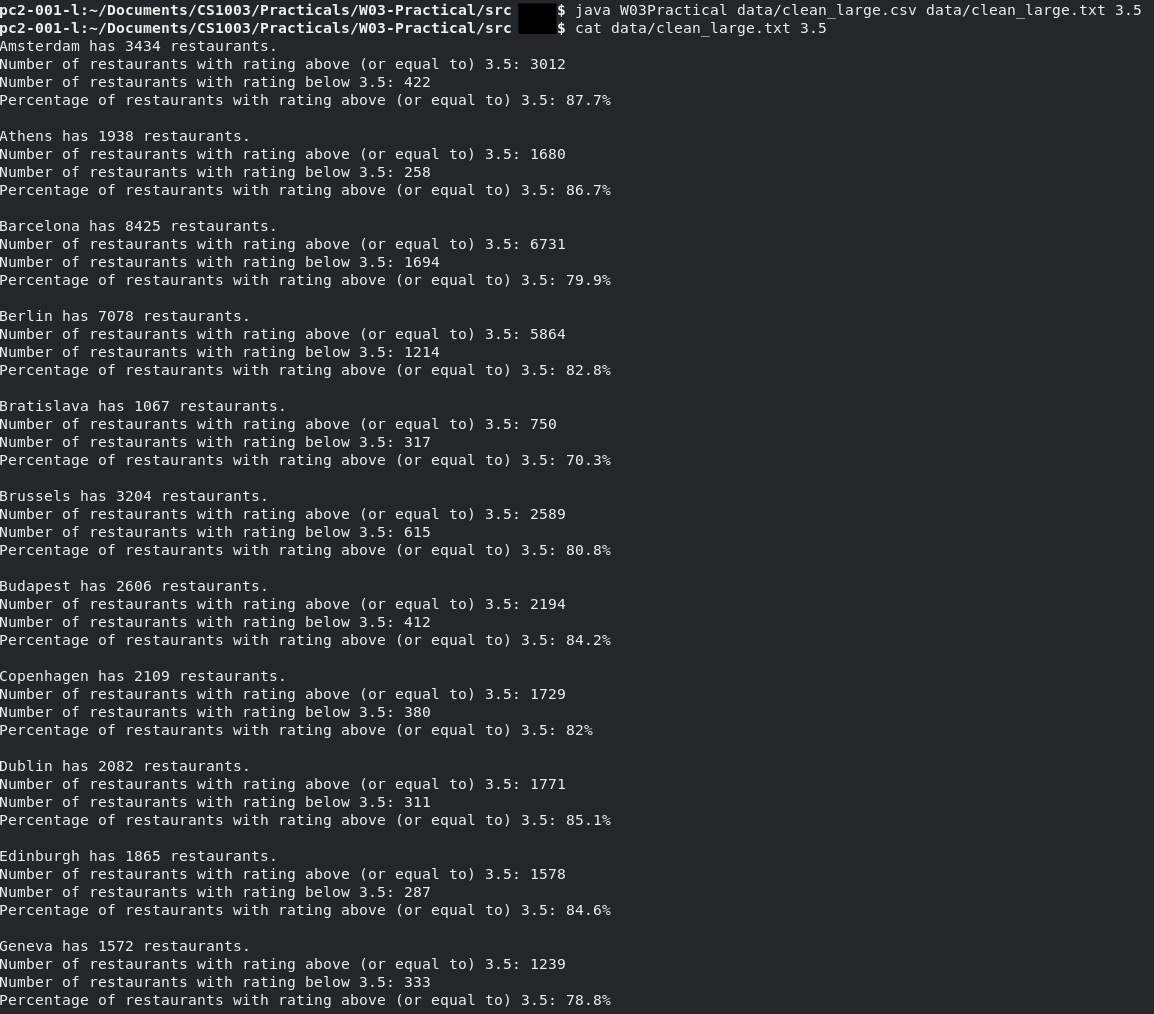 pc2-001-l:~/Documents/CS1003/Practicals/W03-Practical/src $ java W03Practical data/clean_large.csv data/clean_large.txt 3.5
pc2-001-l:~/Documents/CS1003/Practicals/W03-Practical/src $ cat data/clean_large.txt 3.5
Amsterdam has 3434 restaurants.
Number of restaurants with rating above (or equal to) 3.5: 3012
Number of restaurants with rating below 3.5: 422
Percentage of restaurants with rating above (or equal to) 3.5: 87.7%

Athens has 1938 restaurants.
Number of restaurants with rating above (or equal to) 3.5: 1680
Number of restaurants with rating below 3.5: 258
Percentage of restaurants with rating above (or equal to) 3.5: 86.7%

Barcelona has 8425 restaurants.
Number of restaurants with rating above (or equal to) 3.5: 6731
Number of restaurants with rating below 3.5: 1694
Percentage of restaurants with rating above (or equal to) 3.5: 79.9%

Berlin has 7078 restaurants.
Number of restaurants with rating above (or equal to) 3.5: 5864
Number of restaurants with rating below 3.5: 1214
Percentage of restaurants with rating above (or equal to) 3.5: 82.8%

Bratislava has 1067 restaurants.
Number of restaurants with rating above (or equal to) 3.5: 750
Number of restaurants with rating below 3.5: 317
Percentage of restaurants with rating above (or equal to) 3.5: 70.3%

Brussels has 3204 restaurants.
Number of restaurants with rating above (or equal to) 3.5: 2589
Number of restaurants with rating below 3.5: 615
Percentage of restaurants with rating above (or equal to) 3.5: 80.8%

Budapest has 2606 restaurants.
Number of restaurants with rating above (or equal to) 3.5: 2194
Number of restaurants with rating below 3.5: 412
Percentage of restaurants with rating above (or equal to) 3.5: 84.2%

Copenhagen has 2109 restaurants.
Number of restaurants with rating above (or equal to) 3.5: 1729
Number of restaurants with rating below 3.5: 380
Percentage of restaurants with rating above (or equal to) 3.5: 82%

Dublin has 2082 restaurants.
Number of restaurants with rating above (or equal to) 3.5: 1771
Number of restaurants with rating below 3.5: 311
Percentage of restaurants with rating above (or equal to) 3.5: 85.1%

Edinburgh has 1865 restaurants.
Number of restaurants with rating above (or equal to) 3.5: 1578
Number of restaurants with rating below 3.5: 287
Percentage of restaurants with rating above (or equal to) 3.5: 84.6%

Geneva has 1572 restaurants.
Number of restaurants with rating above (or equal to) 3.5: 1239
Number of restaurants with rating below 3.5: 333
Percentage of restaurants with rating above (or equal to) 3.5: 78.8%